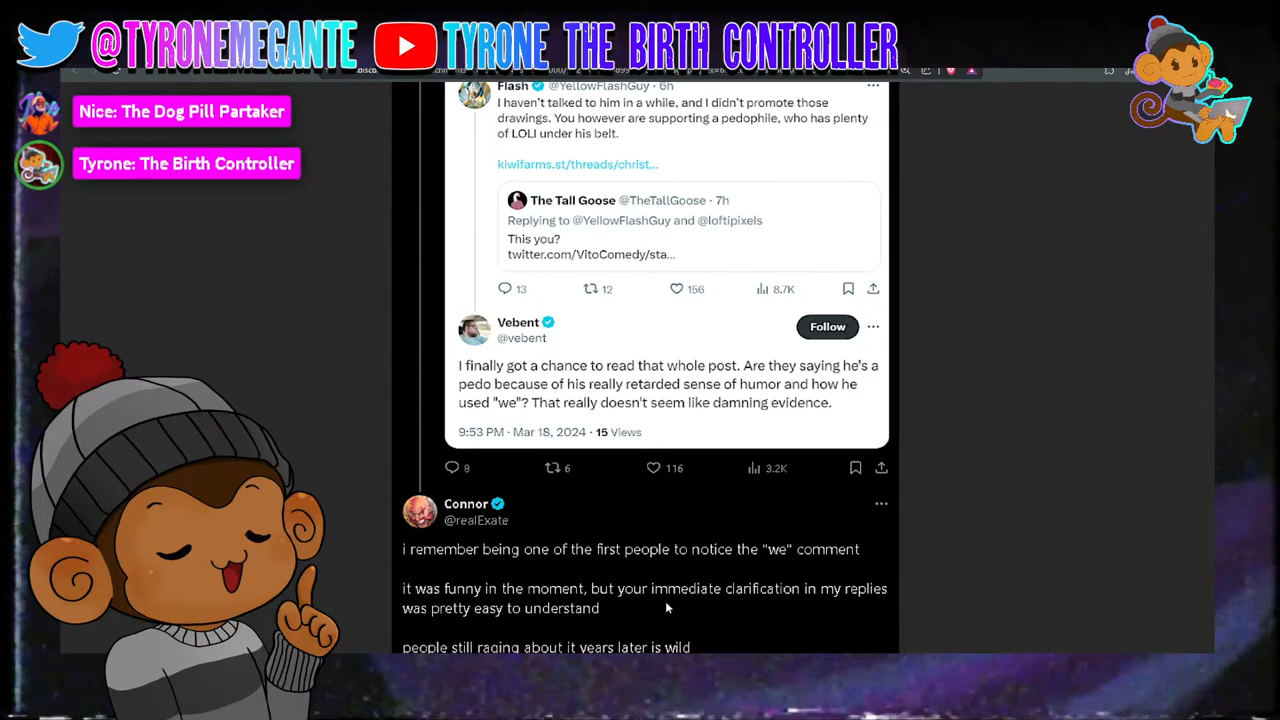 @TYRONEMEGANTE
TYRONE THE BIRTH CONTROLLER
Nice: The Dog Pill Partaker
Tyrone: The Birth Controller
Flash @YellowFlashGuy · 6h
I haven't talked to him in a while, and I didn't promote those
drawings. You however are supporting a pedophile, who has plenty
of LOLI under his belt.
kiwifarms.st/threads/christ...
The Tall Goose @TheTallGoose · 7h
Replying to @YellowFlashGuy and @loftipixels
This you?
twitter.com/VitoComedy/sta...
13 12 156 8.7K
Vebent
@vebent
Follow
I finally got a chance to read that whole post. Are they saying he's a
pedo because of his really retarded sense of humor and how he
used "we"? That really doesn't seem like damning evidence.
9:53 PM · Mar 18, 2024 · 15 Views
8 6 116 3.2K
Connor
@realExate
i remember being one of the first people to notice the "we" comment
it was funny in the moment, but your immediate clarification in my replies
was pretty easy to understand
people still raging about it years later is wild